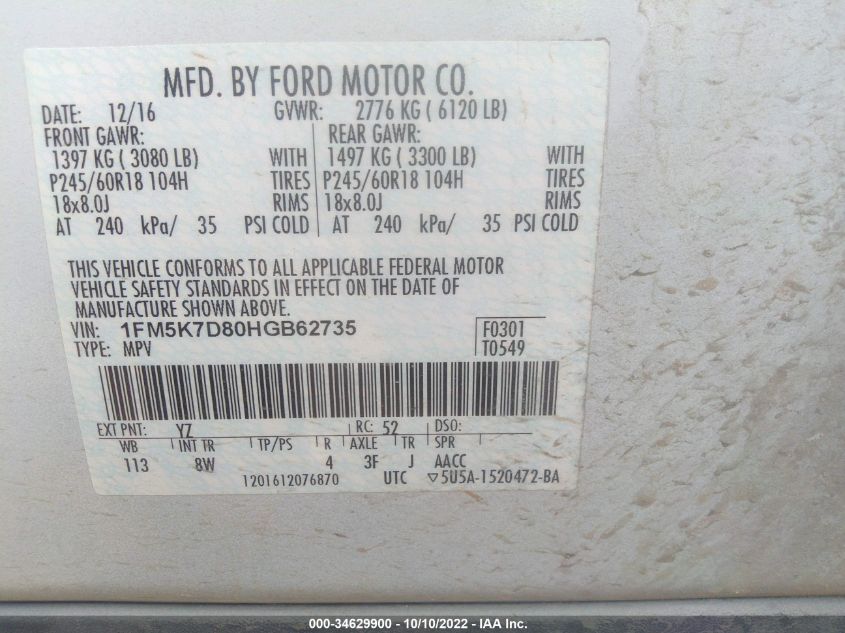 MFD. BY FORD MOTOR CO.
DATE: 12/16 GVWR: 2776 KG ( 6120 LB)
FRONT GAWR: REAR GAWR:
1397 KG ( 3080 LB) WITH 1497 KG ( 3300 LB) WITH
P245/60R18 104H TIRES P245/60R18 104H TIRES
18x8.0J RIMS 18x8.0J RIMS
AT 240 kPa/ 35 PSI COLD AT 240 kPa/ 35 PSI COLD
THIS VEHICLE CONFORMS TO ALL APPLICABLE FEDERAL MOTOR
VEHICLE SAFETY STANDARDS IN EFFECT ON THE DATE OF
MANUFACTURE SHOWN ABOVE.
VIN: 1FM5K7D80HGB62735 F0301
TYPE: MPV T0549
EXT PNT: YZ RC: 52 DSO:
WB INT TR TP/PS R AXLE TR SPR
113 8W 4 3F J AACC
1201612076870 UTC ▽5U5A-1520472-BA
000-34629900 - 10/10/2022 - IAA Inc.